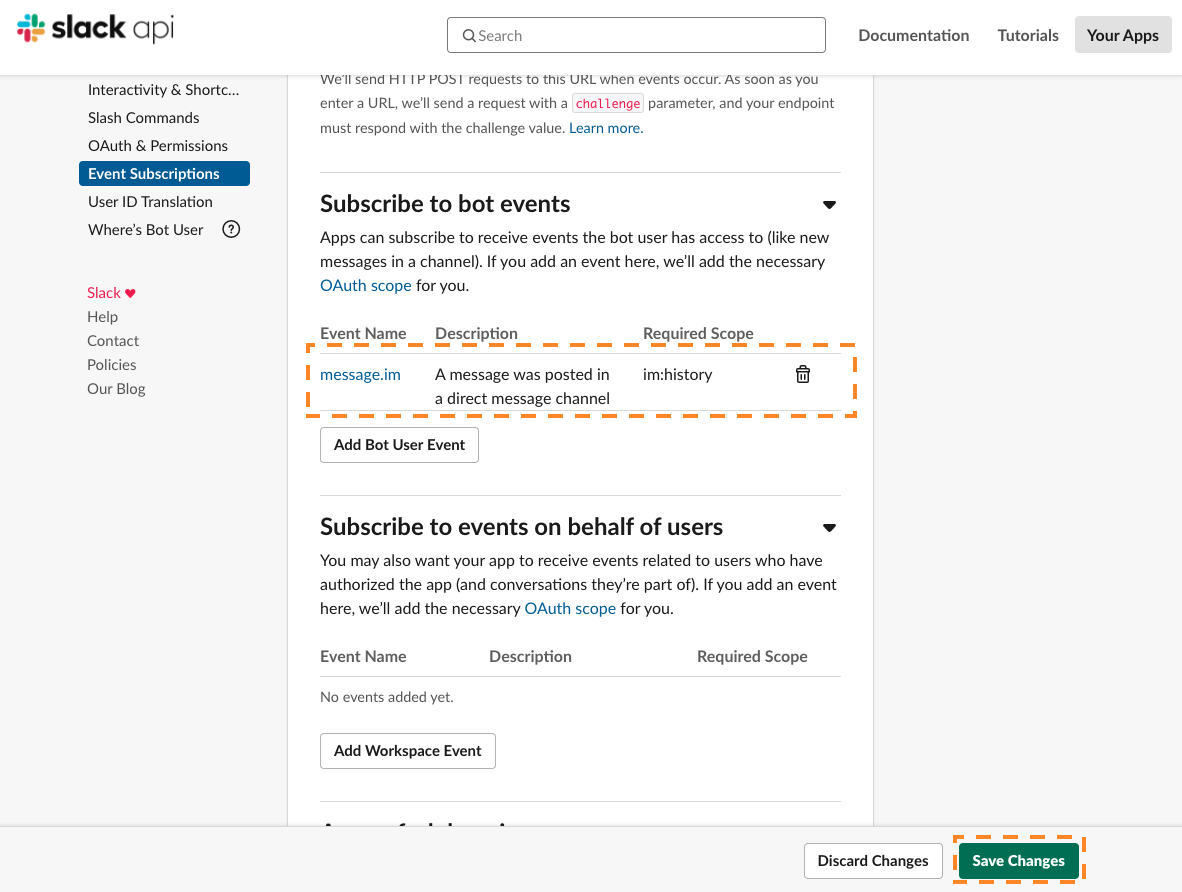 slack api
Search
Documentation
Tutorials
Your Apps
Interactivity & Shortc...
Slash Commands
OAuth & Permissions
Event Subscriptions
User ID Translation
Where's Bot User
?
Slack
Help
Contact
Policies
Our Blog
We'll send HTTP POST requests to this URL when events occur. As soon as you
enter a URL, we'll send a request with a challenge parameter, and your endpoint
must respond with the challenge value. Learn more.
Subscribe to bot events
Apps can subscribe to receive events the bot user has access to (like new
messages in a channel). If you add an event here, we'll add the necessary
OAuth scope for you.
Event Name Description Required Scope
message.im A message was posted in im:history
a direct message channel
Add Bot User Event
Subscribe to events on behalf of users
You may also want your app to receive events related to users who have
authorized the app (and conversations they're part of). If you add an event
here, we'll add the necessary OAuth scope for you.
Event Name Description Required Scope
No events added yet.
Add Workspace Event
Discard Changes
Save Changes